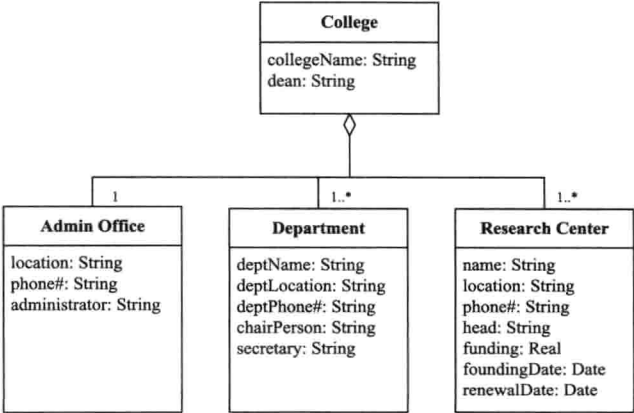 College
collegeName: String
dean: String
1
1..*
1..*
Admin Office
location: String
phone#: String
administrator: String
Department
deptName: String
deptLocation: String
deptPhone#: String
chairPerson: String
secretary: String
Research Center
name: String
location: String
phone#: String
head: String
funding: Real
foundingDate: Date
renewalDate: Date